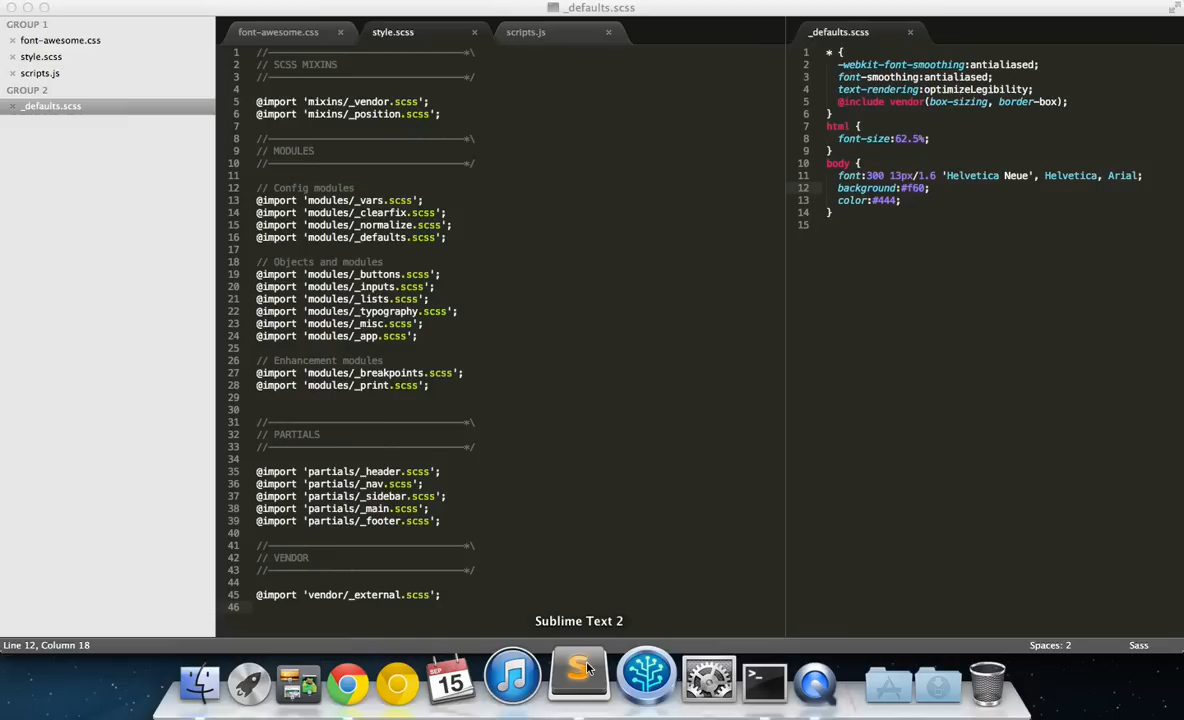 _defaults.scss
GROUP 1
× font-awesome.css
× style.scss
× scripts.js
GROUP 2
× _defaults.scss
font-awesome.css ×
style.scss ×
scripts.js ×
1 //————————————————————*\
2 // SCSS MIXINS
3 //————————————————————*/
4
5 @import 'mixins/_vendor.scss';
6 @import 'mixins/_position.scss';
7
8 //————————————————————*\
9 // MODULES
10 //————————————————————*/
11
12 // Config modules
13 @import 'modules/_vars.scss';
14 @import 'modules/_clearfix.scss';
15 @import 'modules/_normalize.scss';
16 @import 'modules/_defaults.scss';
17
18 // Objects and modules
19 @import 'modules/_buttons.scss';
20 @import 'modules/_inputs.scss';
21 @import 'modules/_lists.scss';
22 @import 'modules/_typography.scss';
23 @import 'modules/_misc.scss';
24 @import 'modules/_app.scss';
25
26 // Enhancement modules
27 @import 'modules/_breakpoints.scss';
28 @import 'modules/_print.scss';
29
30
31 //————————————————————*\
32 // PARTIALS
33 //————————————————————*/
34
35 @import 'partials/_header.scss';
36 @import 'partials/_nav.scss';
37 @import 'partials/_sidebar.scss';
38 @import 'partials/_main.scss';
39 @import 'partials/_footer.scss';
40
41 //————————————————————*\
42 // VENDOR
43 //————————————————————*/
44
45 @import 'vendor/_external.scss';
46
_defaults.scss ×
1 * {
2 -webkit-font-smoothing:antialiased;
3 font-smoothing:antialiased;
4 text-rendering:optimizeLegibility;
5 @include vendor(box-sizing, border-box);
6 }
7 html {
8 font-size:62.5%;
9 }
10 body {
11 font:300 13px/1.6 'Helvetica Neue', Helvetica, Arial;
12 background:#f60;
13 color:#444;
14 }
15
Sublime Text 2
Line 12, Column 18
Spaces: 2
Sass
SEP
15
S
>_